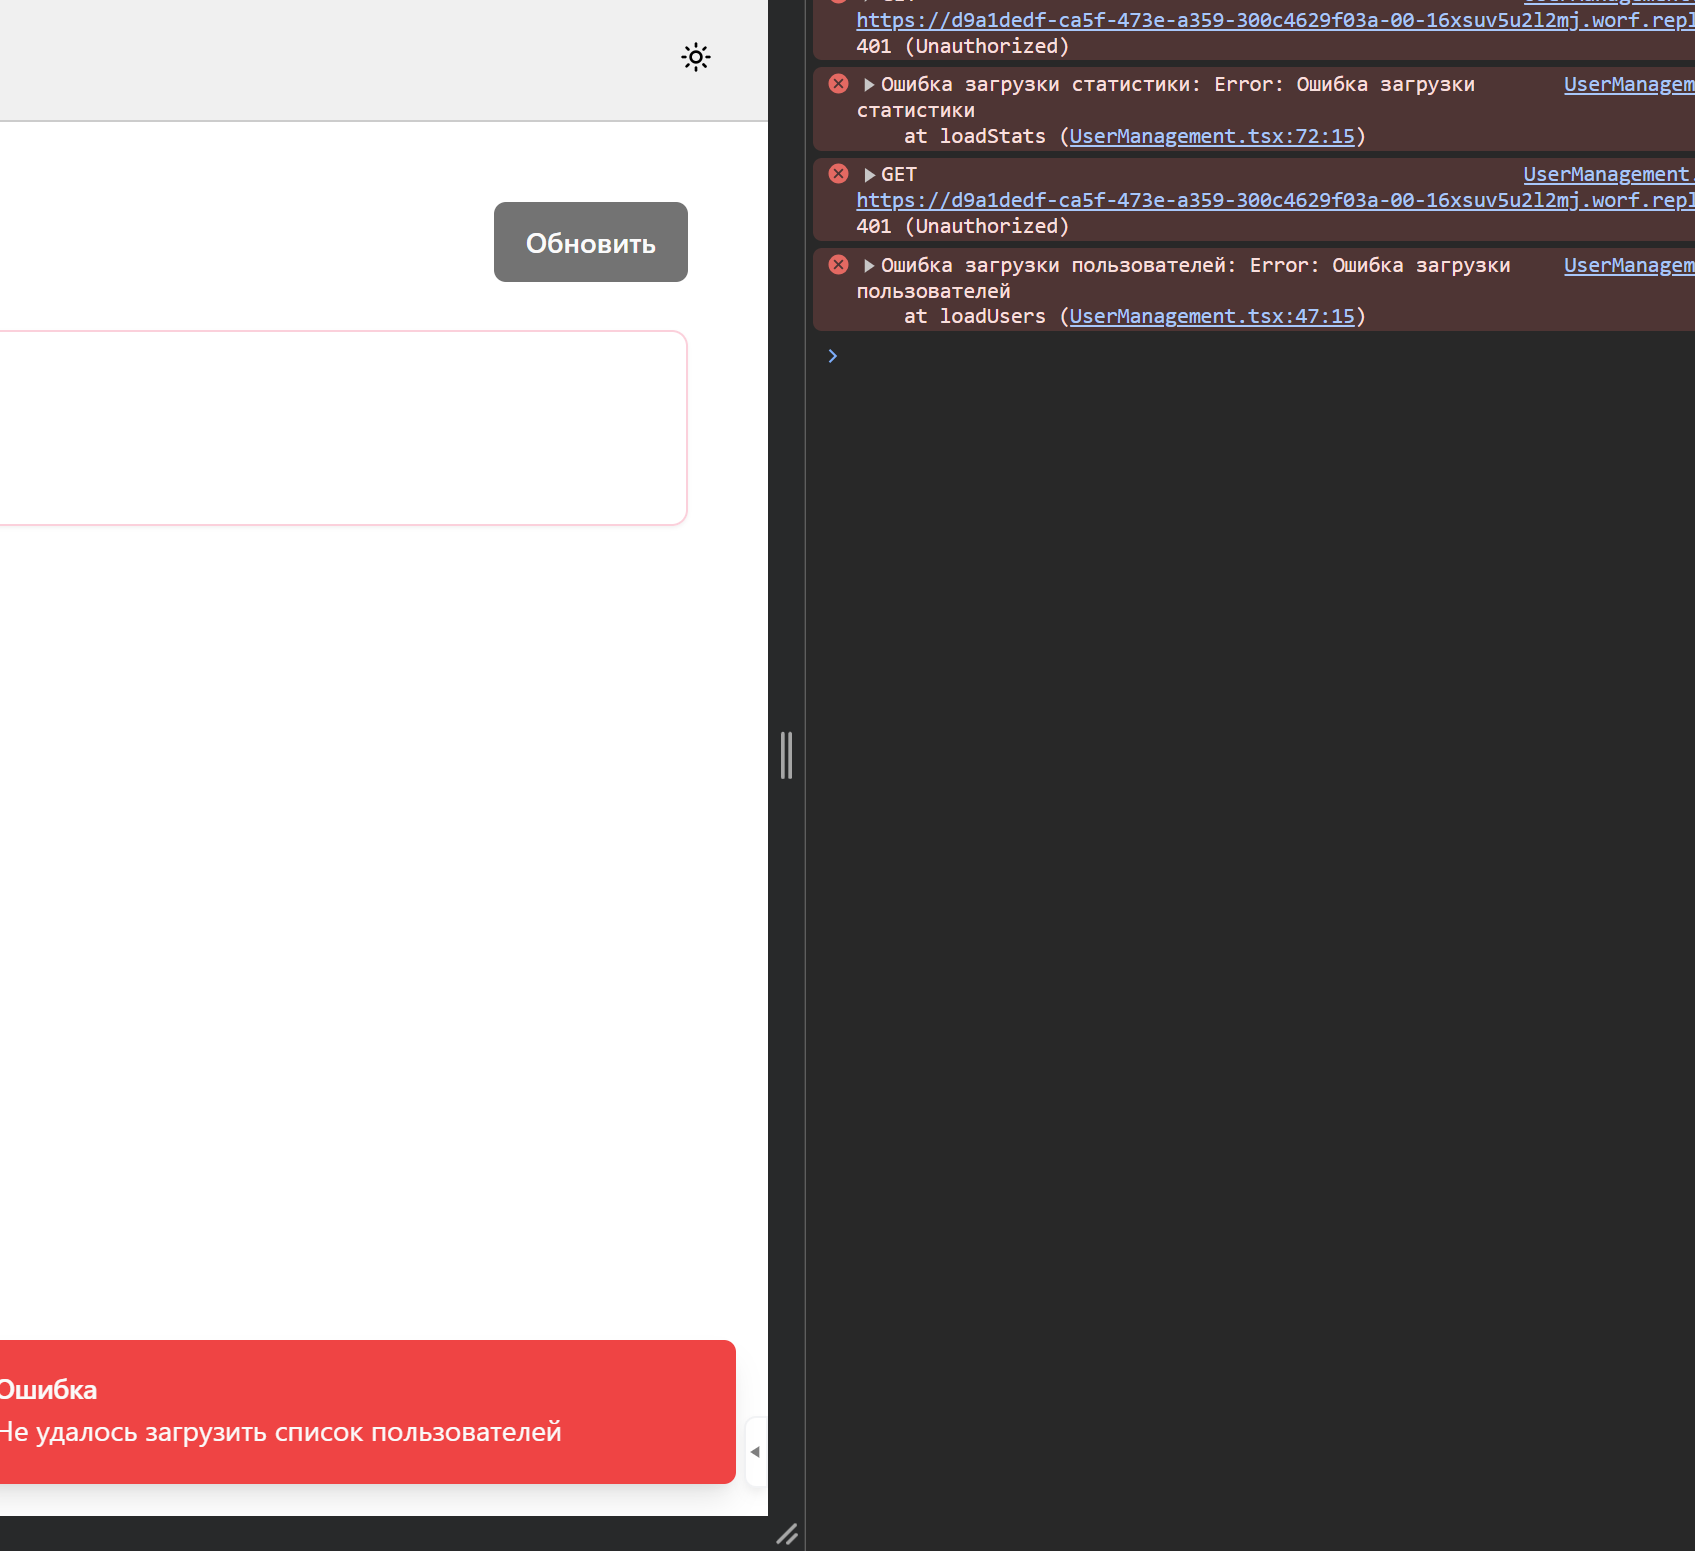 Обновить
Ошибка
Не удалось загрузить список пользователей
https://d9a1dedf-ca5f-473e-a359-300c4629f03a-00-16xsuv5u2l2mj.worf.repl
401 (Unauthorized)
Ошибка загрузки статистики: Error: Ошибка загрузки UserManagem
статистики
at loadStats (UserManagement.tsx:72:15)
GET UserManagement.
https://d9a1dedf-ca5f-473e-a359-300c4629f03a-00-16xsuv5u2l2mj.worf.repl
401 (Unauthorized)
Ошибка загрузки пользователей: Error: Ошибка загрузки UserManagem
пользователей
at loadUsers (UserManagement.tsx:47:15)